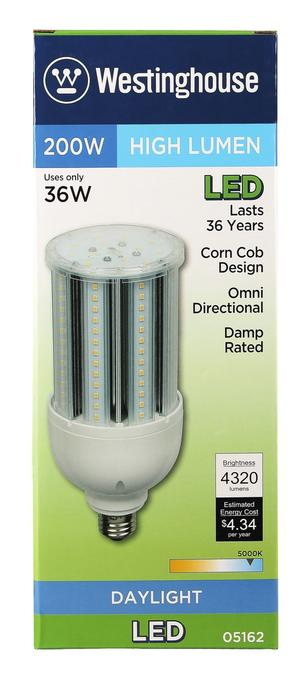 Westinghouse
200W HIGH LUMEN
Uses only
36W
LED
Lasts
36 Years
Corn Cob
Design
Omni
Directional
Damp
Rated
Brightness
4320
lumens
Estimated
Energy Cost
$4.34
per year
5000K
DAYLIGHT
LED 05162